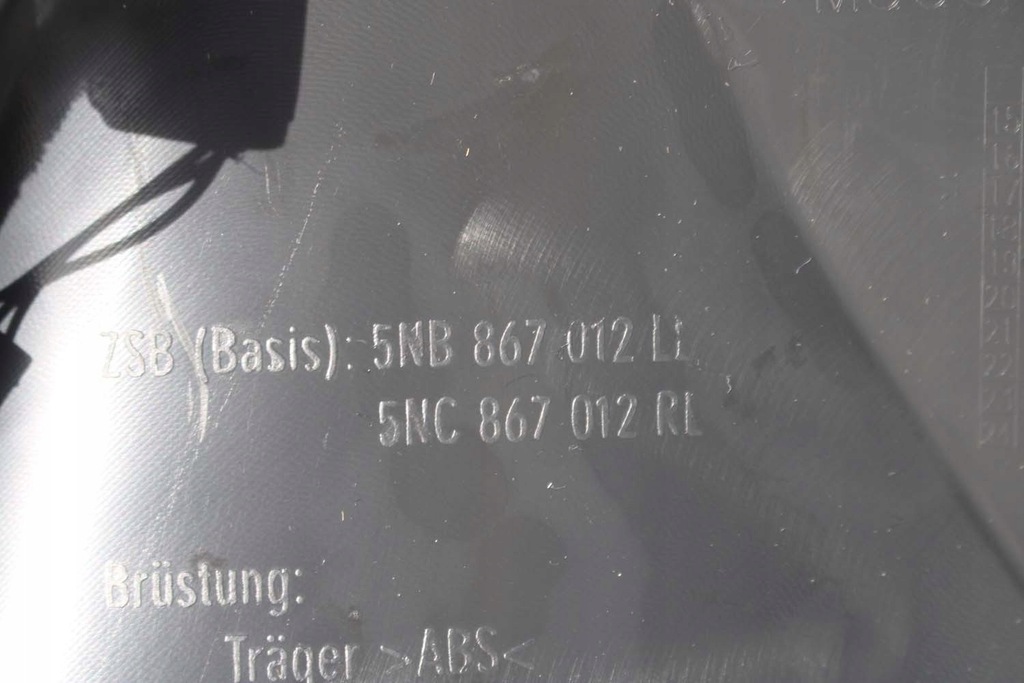 ZSB (Basis): 5NB 867 012 LL
5NC 867 012 RL
Brüstung:
Träger >ABS<